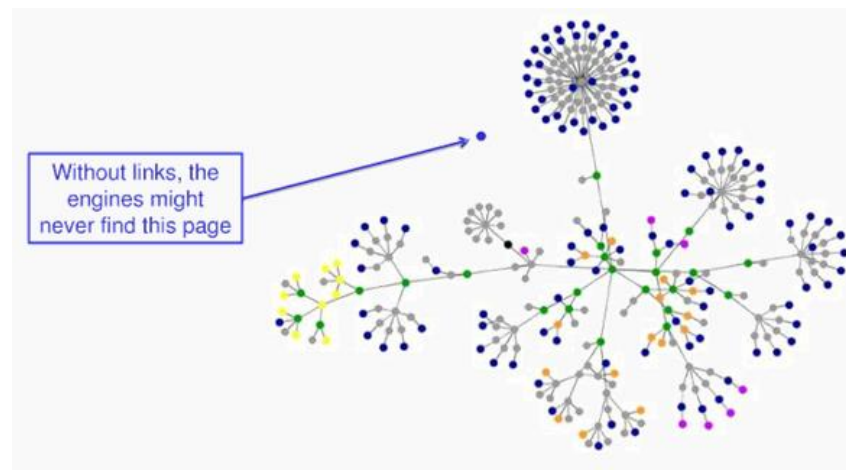 Without links, the
engines might
never find this page